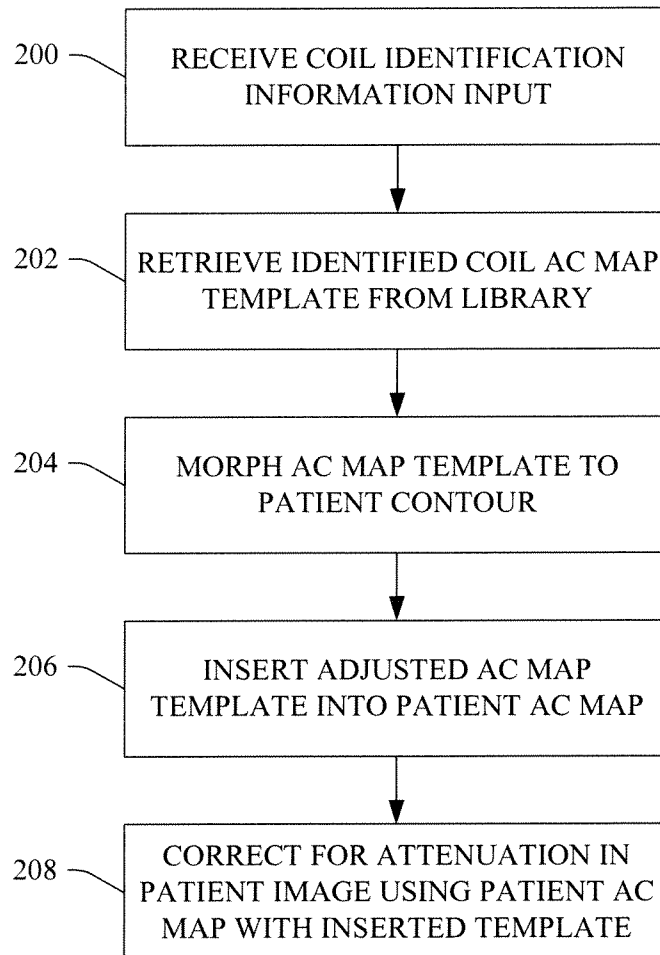 200
RECEIVE COIL IDENTIFICATION
INFORMATION INPUT
202
RETRIEVE IDENTIFIED COIL AC MAP
TEMPLATE FROM LIBRARY
204
MORPH AC MAP TEMPLATE TO
PATIENT CONTOUR
206
INSERT ADJUSTED AC MAP
TEMPLATE INTO PATIENT AC MAP
208
CORRECT FOR ATTENUATION IN
PATIENT IMAGE USING PATIENT AC
MAP WITH INSERTED TEMPLATE